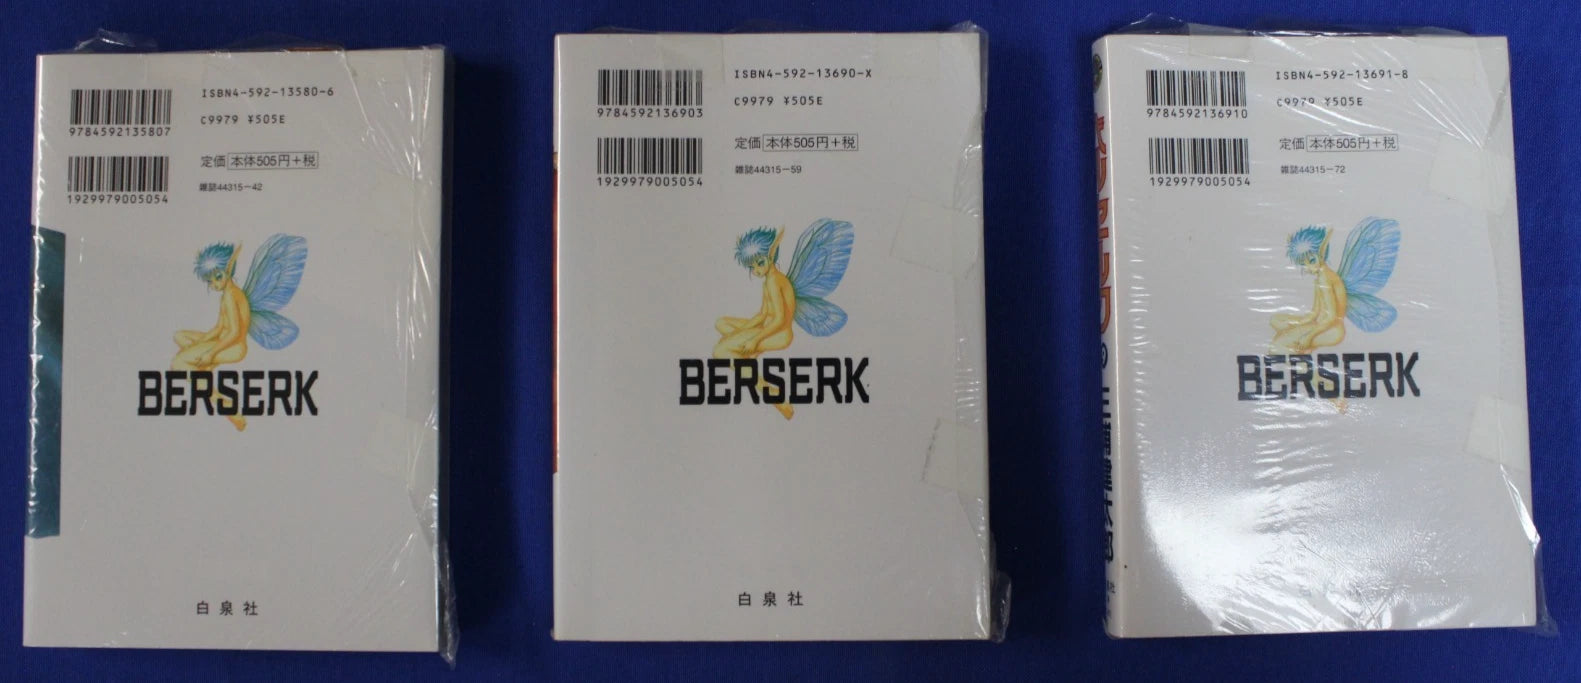 ISBN4-592-13580-6
9784592135807
C9979 ¥505E
定価 本体505円+税
1929979005054
雑誌44315-42
BERSERK
白泉社
ISBN4-592-13690-X
9784592136903
C9979 ¥505E
定価 本体505円+税
1929979005054
雑誌44315-59
BERSERK
白泉社
ISBN4-592-13691-8
9784592136910
C9979 ¥505E
定価 本体505円+税
1929979005054
雑誌44315-72
BERSERK